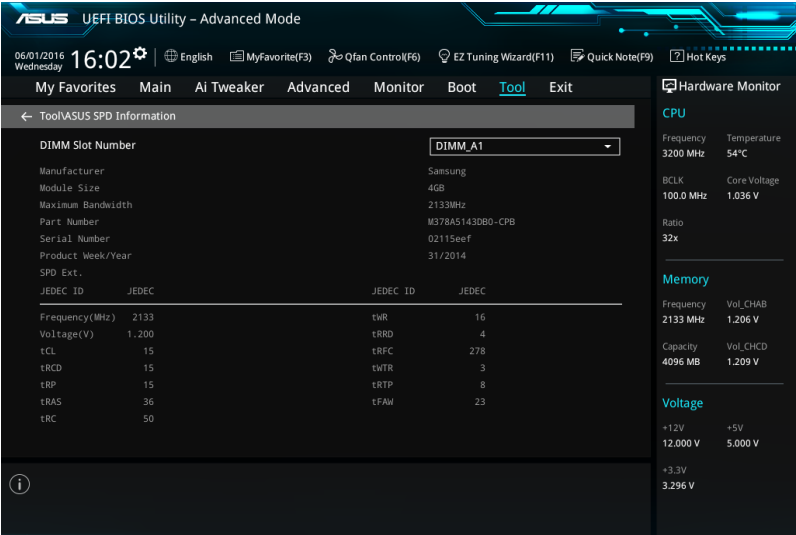 ASUS UEFI BIOS Utility – Advanced Mode
06/01/2016
Wednesday
16:02
English
MyFavorite(F3)
Qfan Control(F6)
EZ Tuning Wizard(F11)
Quick Note(F9)
? Hot Keys
My Favorites Main Ai Tweaker Advanced Monitor Boot Tool Exit
← Tool\ASUS SPD Information
DIMM Slot Number DIMM_A1
Manufacturer Samsung
Module Size 4GB
Maximum Bandwidth 2133MHz
Part Number M378A5143DB0-CPB
Serial Number 02115eef
Product Week/Year 31/2014
SPD Ext.
JEDEC ID JEDEC JEDEC ID JEDEC
Frequency(MHz) 2133 tWR 16
Voltage(V) 1.200 tRRD 4
tCL 15 tRFC 278
tRCD 15 tWTR 3
tRP 15 tRTP 8
tRAS 36 tFAW 23
tRC 50
Hardware Monitor
CPU
Frequency Temperature
3200 MHz 54°C
BCLK Core Voltage
100.0 MHz 1.036 V
Ratio
32x
Memory
Frequency Vol_CHAB
2133 MHz 1.206 V
Capacity Vol_CHCD
4096 MB 1.209 V
Voltage
+12V +5V
12.000 V 5.000 V
+3.3V
3.296 V